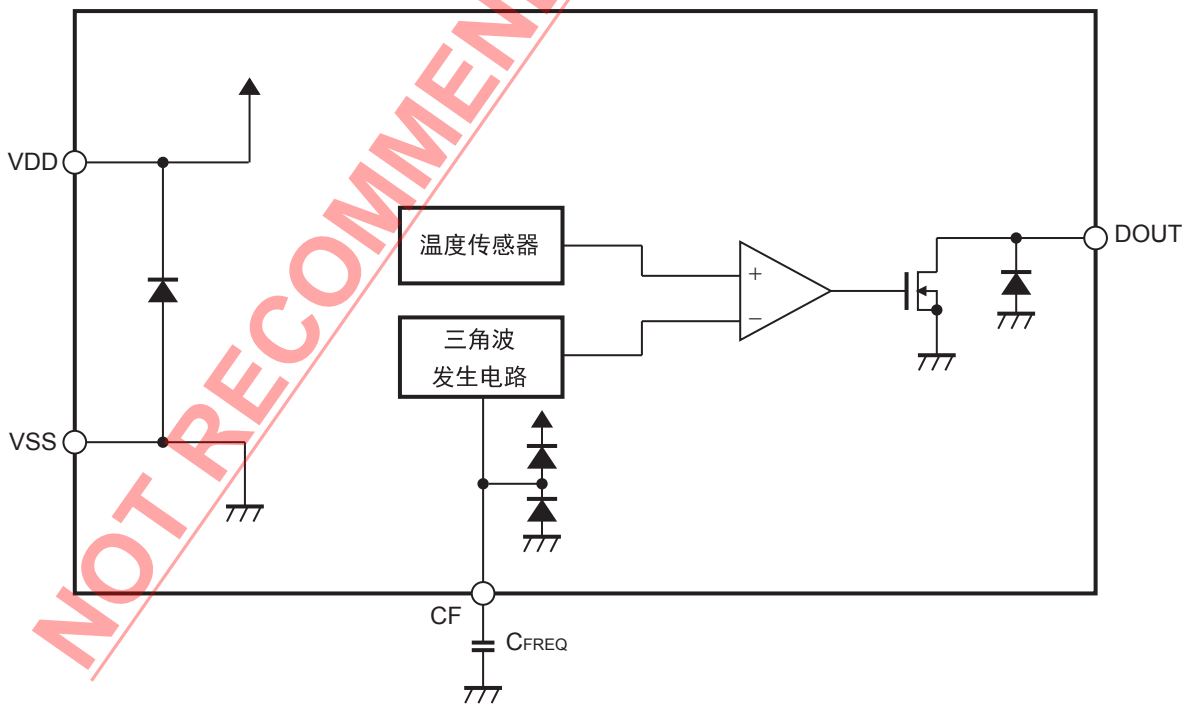 NOT RECOMMEN
VDD
温度传感器
DOUT
+
−
三角波
发生电路
VSS
CF
CFREQ